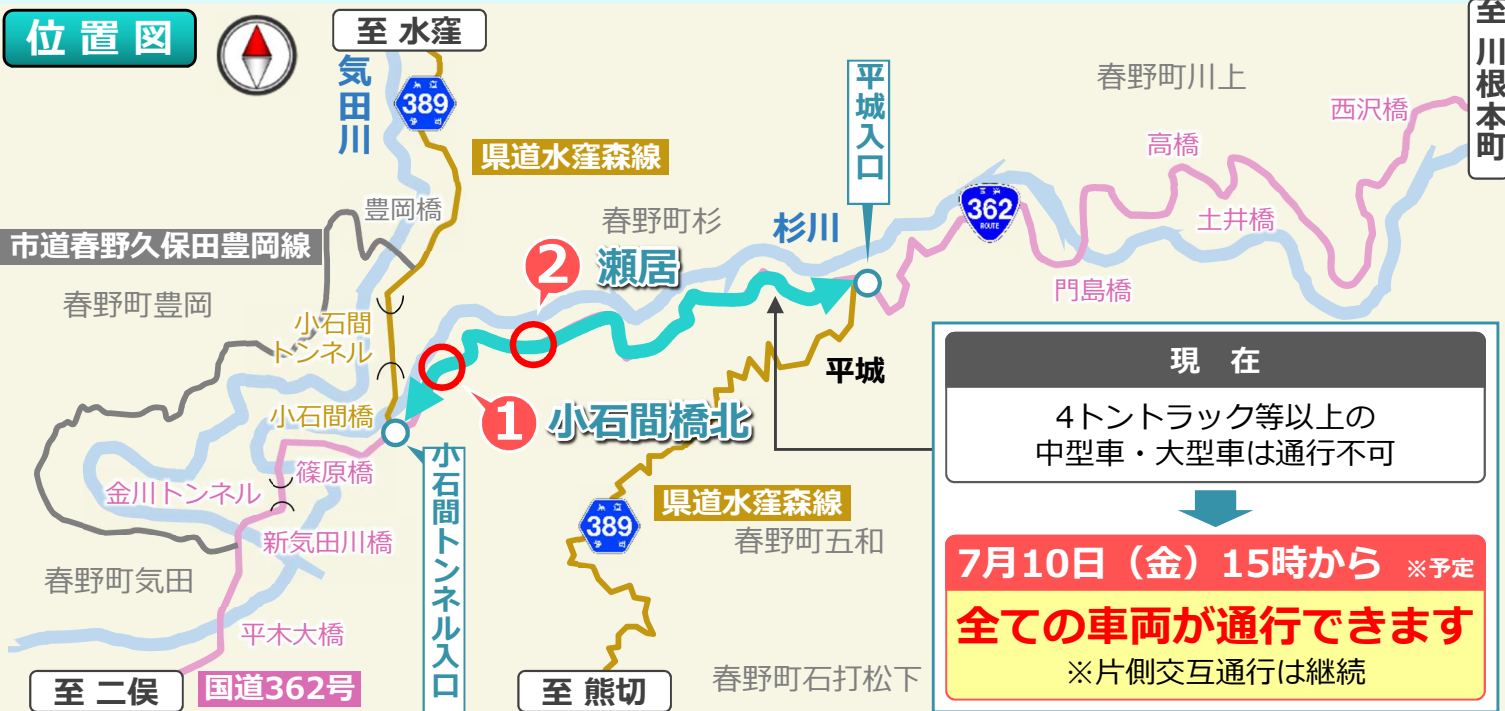 位置図
至 水窪
至 川根本町
気田川
389
県道水窪森線
平城入口
春野町川上
西沢橋
高橋
362
ROUTE
土井橋
門島橋
豊岡橋
春野町杉
杉川
市道春野久保田豊岡線
2 瀬居
春野町豊岡
小石間
トンネル
平城
小石間橋
1 小石間橋北
小石間トンネル入口
篠原橋
金川トンネル
新気田川橋
春野町気田
平木大橋
至 二俣
国道362号
389
県道水窪森線
春野町五和
至 熊切
春野町石打松下
現 在
4トントラック等以上の
中型車・大型車は通行不可
7月10日（金）15時から ※予定
全ての車両が通行できます
※片側交互通行は継続